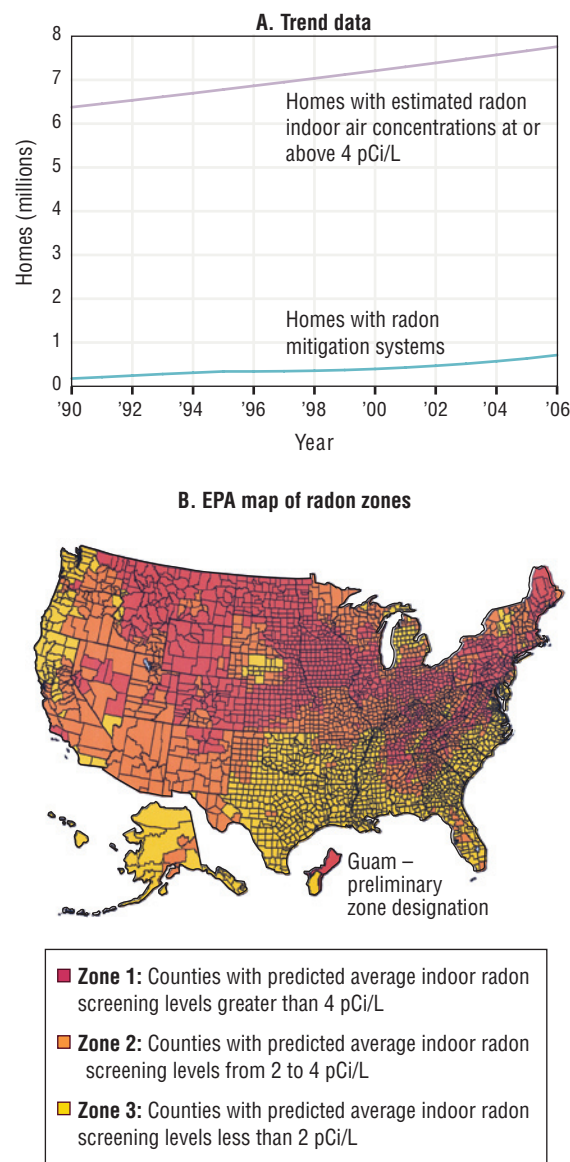 A. Trend data
8
7
6
5
4
3
2
1
0
Homes (millions)
Homes with estimated radon
indoor air concentrations at or
above 4 pCi/L
Homes with radon
mitigation systems
'90 '92 '94 '96 '98 '00 '02 '04 '06
Year
B. EPA map of radon zones
Guam –
preliminary
zone designation
Zone 1: Counties with predicted average indoor radon
screening levels greater than 4 pCi/L
Zone 2: Counties with predicted average indoor radon
screening levels from 2 to 4 pCi/L
Zone 3: Counties with predicted average indoor radon
screening levels less than 2 pCi/L